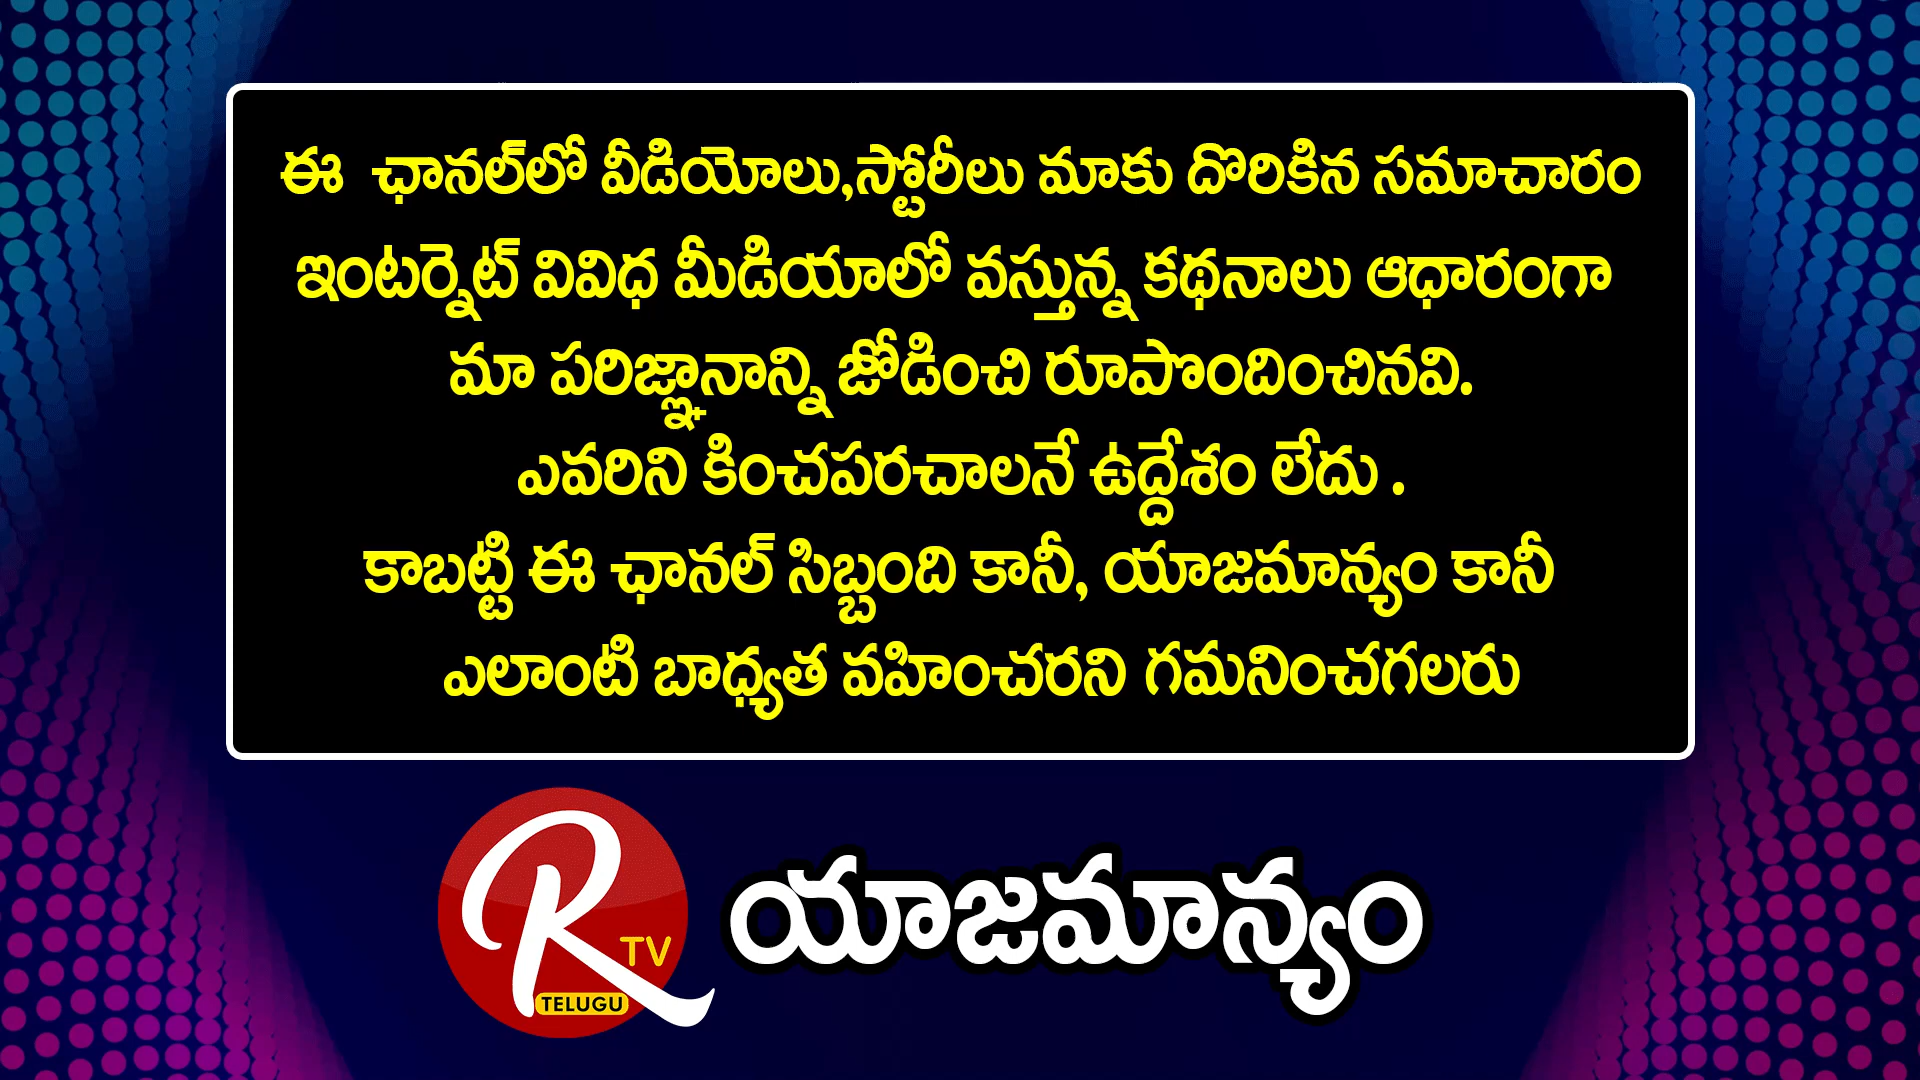 ఈ ఛానల్‌లో వీడియోలు,స్టోరీలు మాకు దొరికిన సమాచారం
ఇంటర్నెట్ వివిధ మీడియాలో వస్తున్న కథనాలు ఆధారంగా
మా పరిజ్ఞానాన్ని జోడించి రూపొందించినవి.
ఎవరిని కించపరచాలనే ఉద్దేశం లేదు .
కాబట్టి ఈ ఛానల్ సిబ్బంది కానీ, యాజమాన్యం కానీ
ఎలాంటి బాధ్యత వహించరని గమనించగలరు
R TV
TELUGU
యాజమాన్యం